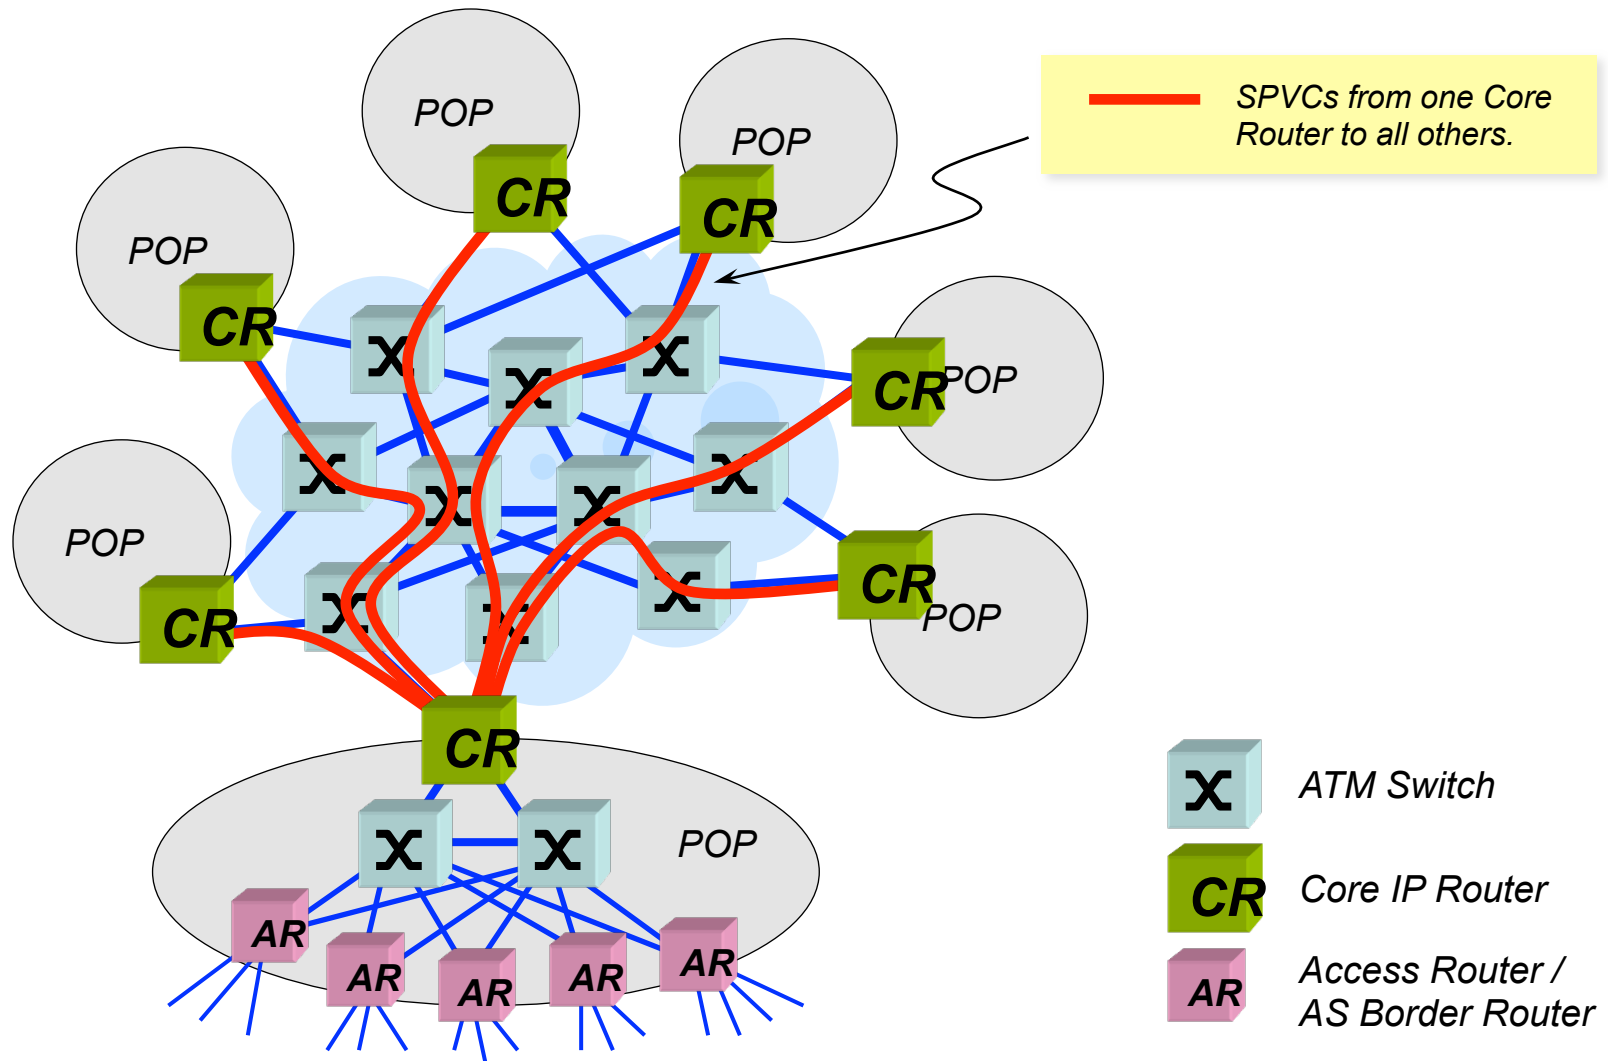 POP
POP
SPVCs from one Core
Router to all others.
CR
CR
POP
CR
CR
POP
POP
CR
CR
POP
CR
POP
CR
POP
AR
AR
AR
AR
AR
ATM Switch
CR
Core IP Router
AR
Access Router /
AS Border Router